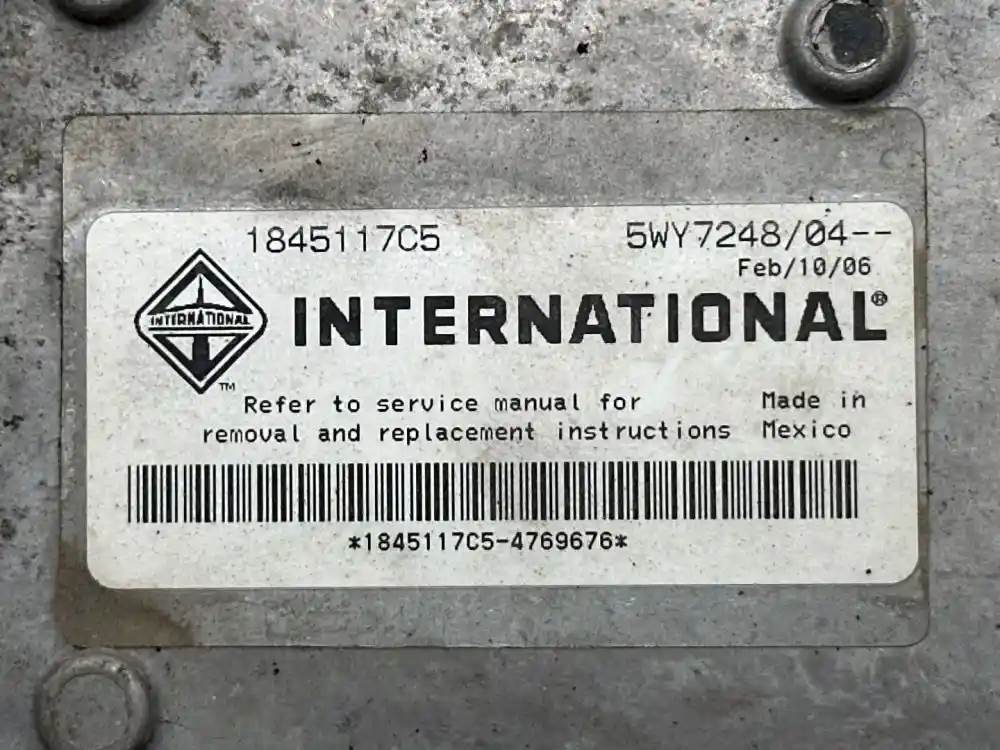 1845117C5 5WY7248/04--
Feb/10/06
INTERNATIONAL
INTERNATIONAL®
TM
Refer to service manual for Made in
removal and replacement instructions Mexico
*1845117C5-4769676*